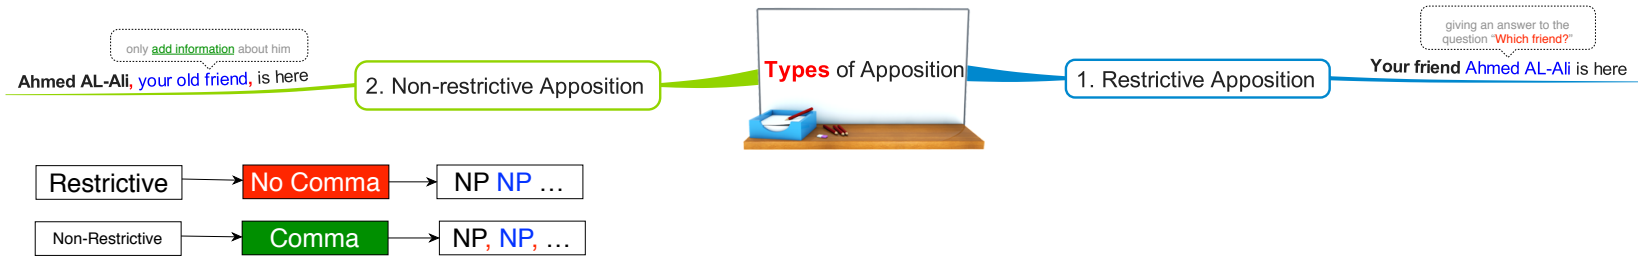 Types of Apposition
1. Restrictive Apposition
giving an answer to the
question “Which friend?”
Your friend Ahmed AL-Ali is here
2. Non-restrictive Apposition
only add information about him
Ahmed AL-Ali, your old friend, is here
Restrictive
No Comma
NP NP …
Non-Restrictive
Comma
NP, NP, …